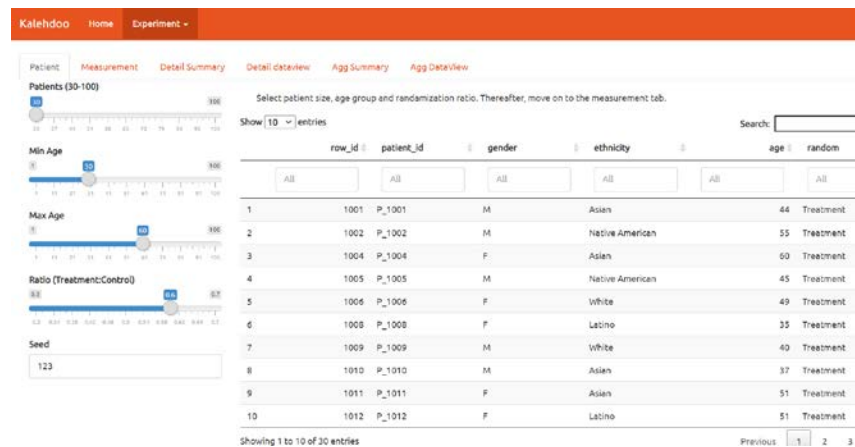 Kalehdoo Home Experiment
Patient Measurement Detail Summary Detail dataview Agg Summary Agg DataView
Patients (30-100)
30 100
Min Age
1 30 100
Max Age
1 60 100
Ratio (Treatment:Control)
0.6 0.7
Seed
123
Select patient size, age group and randamization ratio. Thereafter, move on to the measurement tab.
Show 10 entries
Search:
row_id patient_id gender ethnicity age random
All All All All All All
1 1001 P_1001 M Asian 44 Treatment
2 1002 P_1002 M Native American 55 Treatment
3 1004 P_1004 F Asian 60 Treatment
4 1005 P_1005 M Native American 45 Treatment
5 1006 P_1006 F White 49 Treatment
6 1008 P_1008 F Latino 35 Treatment
7 1009 P_1009 M White 40 Treatment
8 1010 P_1010 M Asian 37 Treatment
9 1011 P_1011 F Asian 51 Treatment
10 1012 P_1012 F Latino 51 Treatment
Showing 1 to 10 of 30 entries
Previous 1 2 3